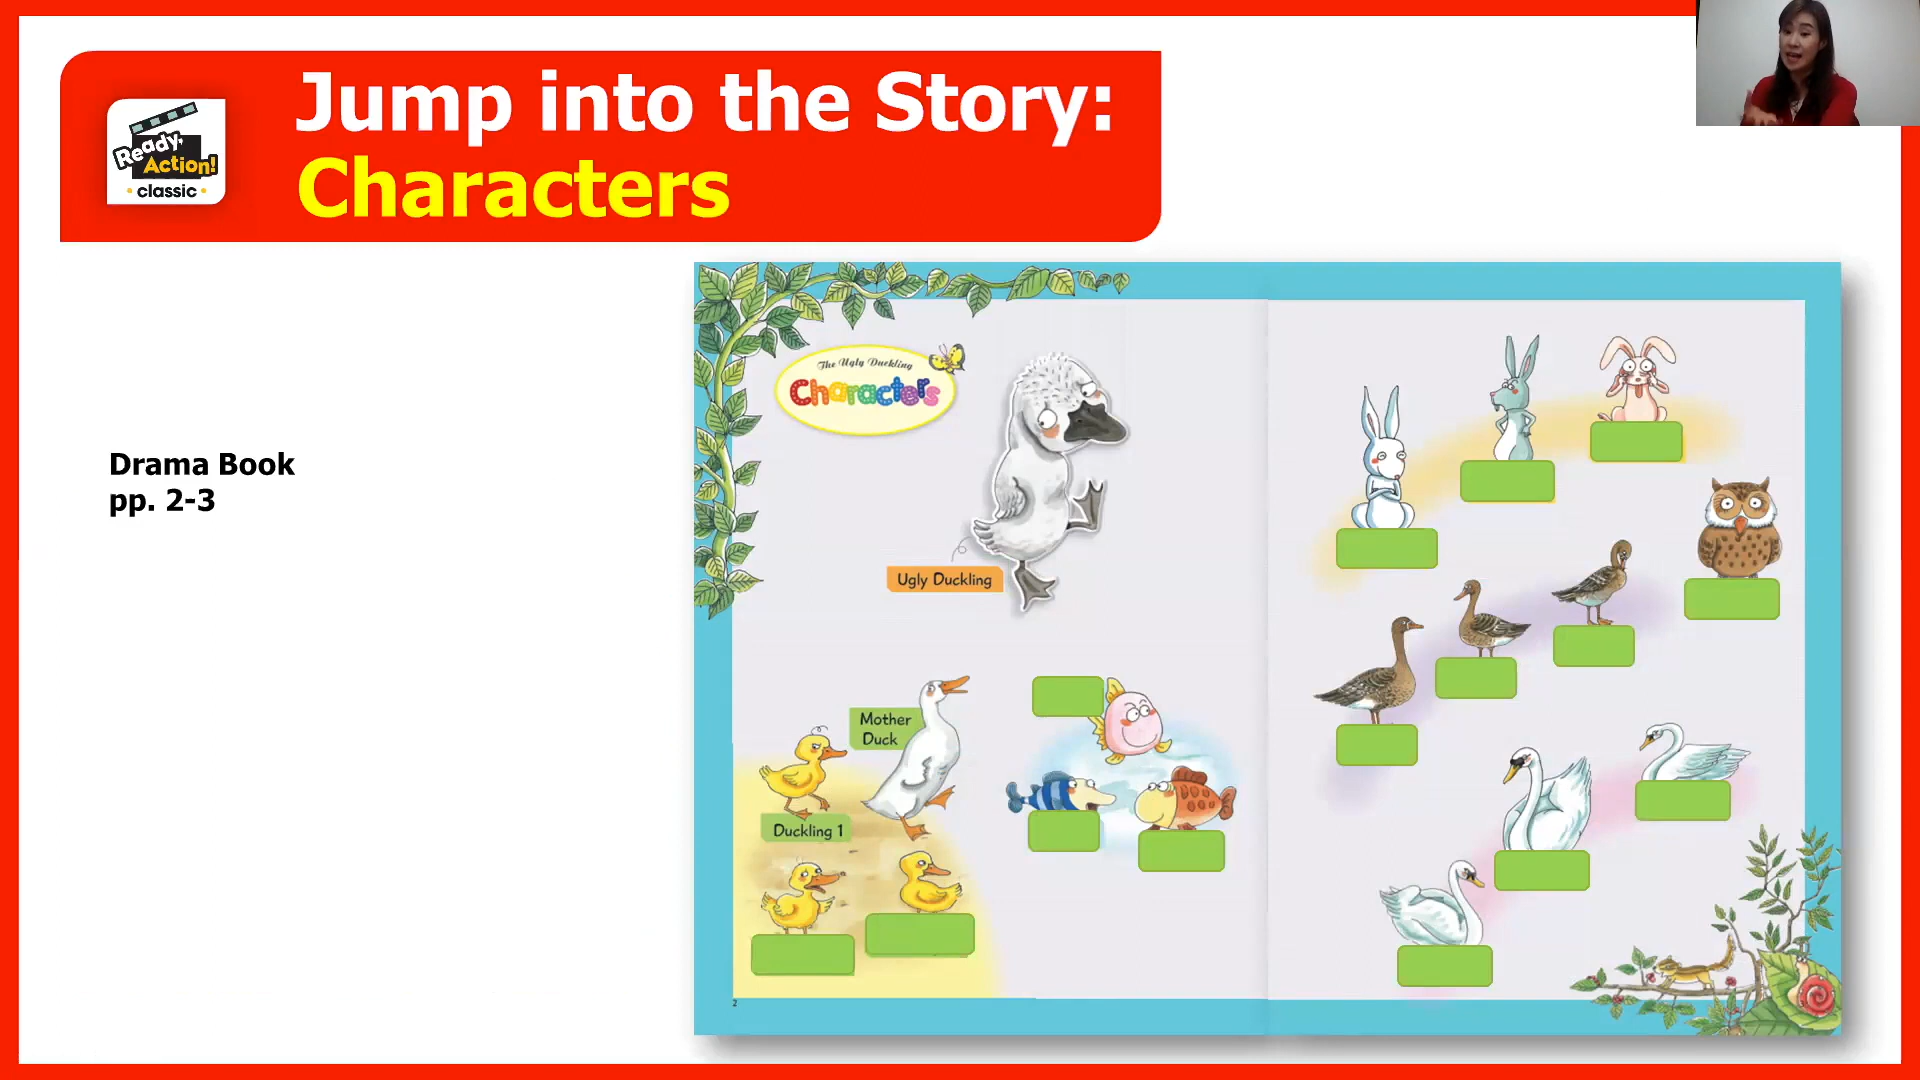 Jump into the Story:
Characters
Ready,
Action!
classic
Drama Book
pp. 2-3
The Ugly Duckling
Characters
Ugly Duckling
Mother
Duck
Duckling 1
2